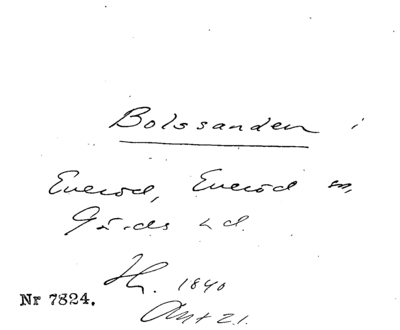 Bolssanden i
Everöd, Everöd sn,
Gärds hd.
1840
Nr 7824.